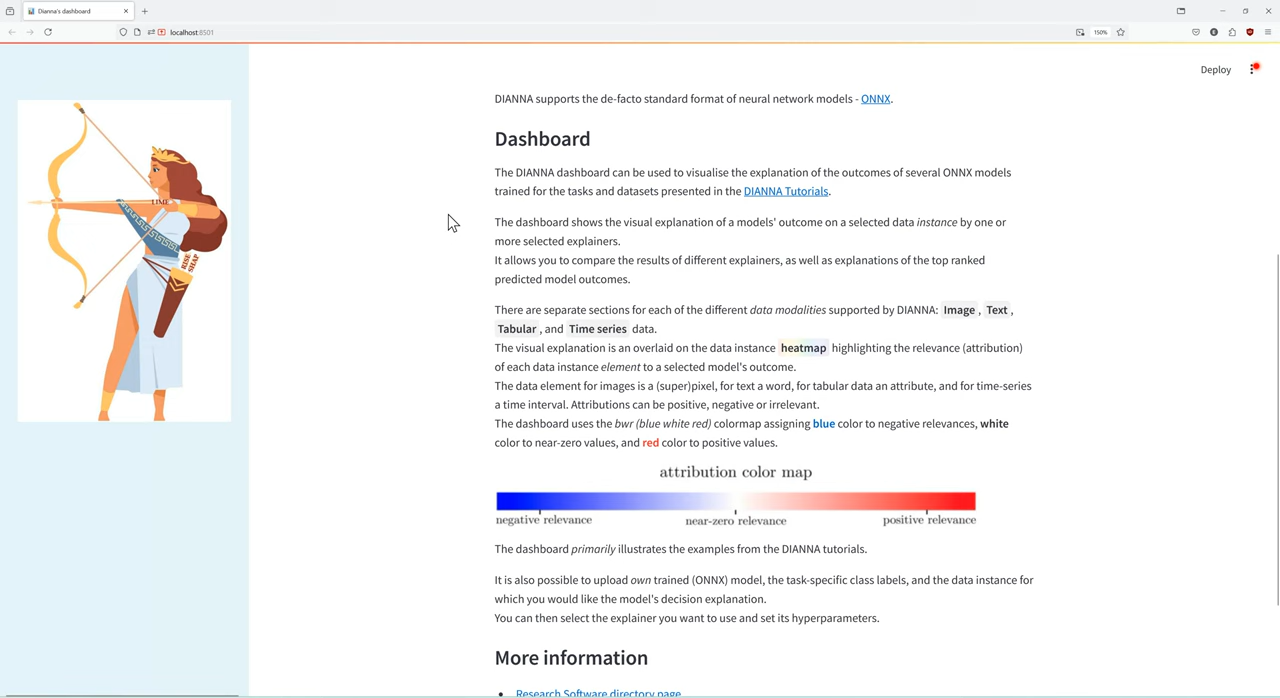 Dianna's dashboard
localhost:8501
150%
Deploy
LIME
RISE
SHAP
DIANNA supports the de-facto standard format of neural network models - ONNX.
Dashboard
The DIANNA dashboard can be used to visualise the explanation of the outcomes of several ONNX models
trained for the tasks and datasets presented in the DIANNA Tutorials.
The dashboard shows the visual explanation of a models' outcome on a selected data instance by one or
more selected explainers.
It allows you to compare the results of different explainers, as well as explanations of the top ranked
predicted model outcomes.
There are separate sections for each of the different data modalities supported by DIANNA: Image , Text ,
Tabular , and Time series data.
The visual explanation is an overlaid on the data instance heatmap highlighting the relevance (attribution)
of each data instance element to a selected model's outcome.
The data element for images is a (super)pixel, for text a word, for tabular data an attribute, and for time-series
a time interval. Attributions can be positive, negative or irrelevant.
The dashboard uses the bwr (blue white red) colormap assigning blue color to negative relevances, white
color to near-zero values, and red color to positive values.
attribution color map
negative relevance near-zero relevance positive relevance
The dashboard primarily illustrates the examples from the DIANNA tutorials.
It is also possible to upload own trained (ONNX) model, the task-specific class labels, and the data instance for
which you would like the model's decision explanation.
You can then select the explainer you want to use and set its hyperparameters.
More information
Research Software directory page